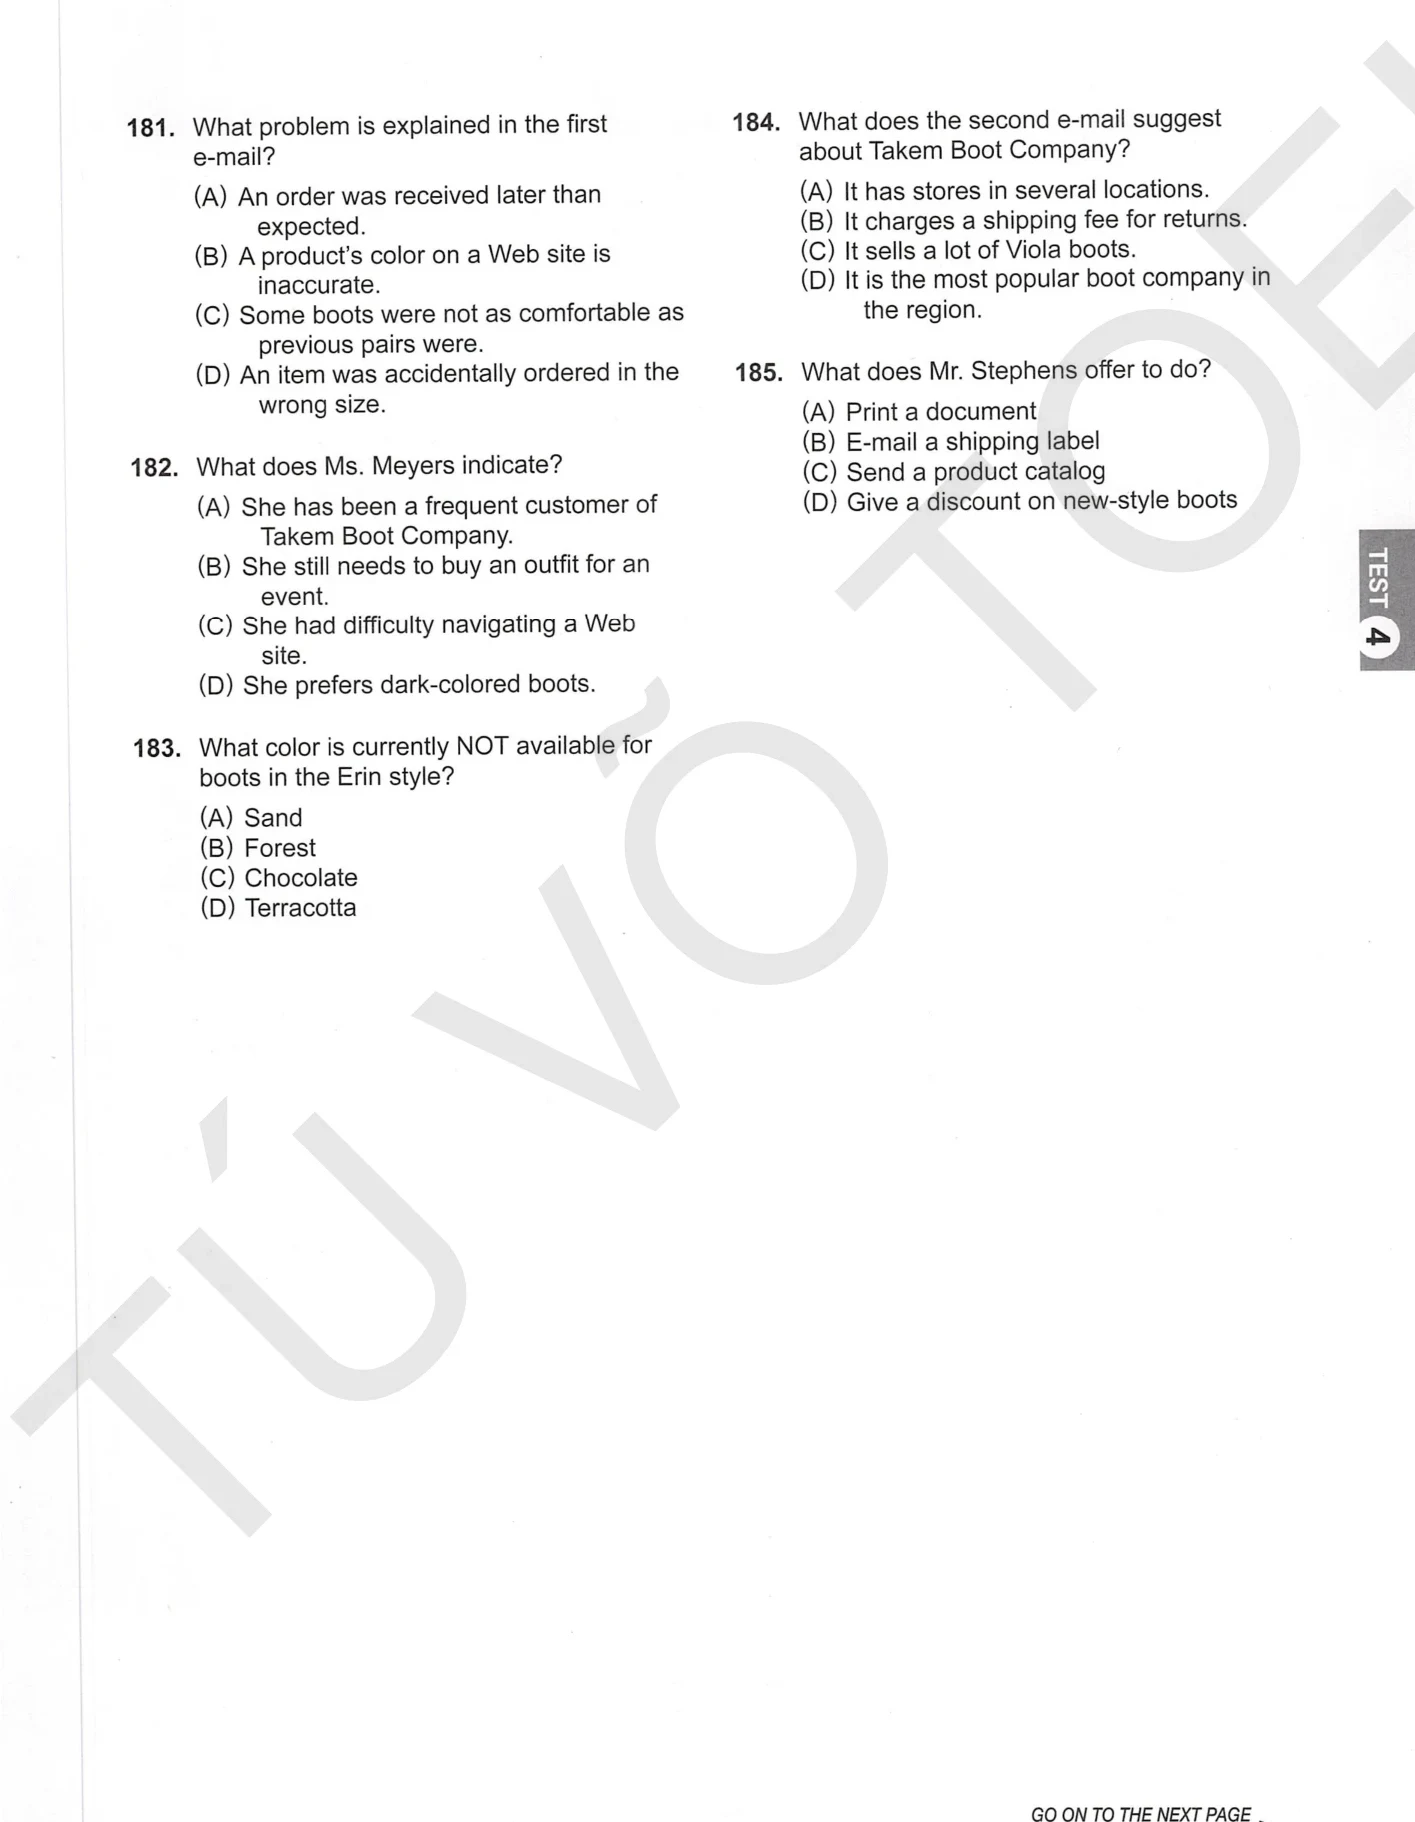 181. What problem is explained in the first
e-mail?
(A) An order was received later than
expected.
(B) A product's color on a Web site is
inaccurate.
(C) Some boots were not as comfortable as
previous pairs were.
(D) An item was accidentally ordered in the
wrong size.
182. What does Ms. Meyers indicate?
(A) She has been a frequent customer of
Takem Boot Company.
(B) She still needs to buy an outfit for an
event.
(C) She had difficulty navigating a Web
site.
(D) She prefers dark-colored boots.
183. What color is currently NOT available for
boots in the Erin style?
(A) Sand
(B) Forest
(C) Chocolate
(D) Terracotta
184. What does the second e-mail suggest
about Takem Boot Company?
(A) It has stores in several locations.
(B) It charges a shipping fee for returns.
(C) It sells a lot of Viola boots.
(D) It is the most popular boot company in
the region.
185. What does Mr. Stephens offer to do?
(A) Print a document
(B) E-mail a shipping label
(C) Send a product catalog
(D) Give a discount on new-style boots
TEST 4
TÚ VÕ TOE
GO ON TO THE NEXT PAGE